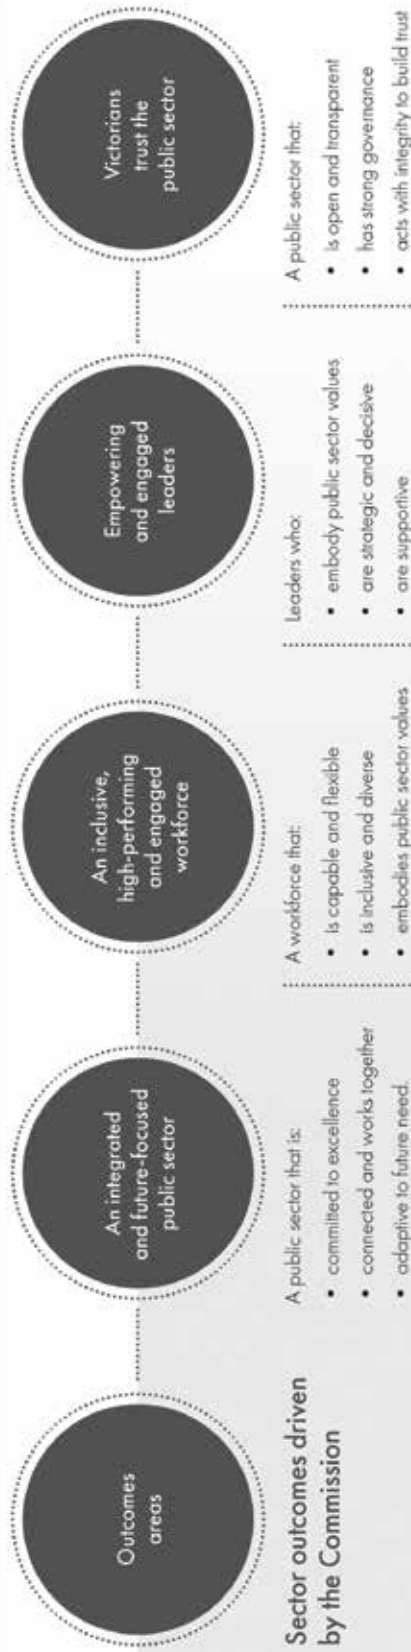 Outcomes
areas
An integrated
and future-focused
public sector
An inclusive,
high-performing
and engaged
workforce
Empowering
and engaged
leaders
Victorians
trust the
public sector
Sector outcomes driven
by the Commission
A public sector that is:
• committed to excellence
• connected and works together
• adaptive to future need
A workforce that:
• is capable and flexible
• is inclusive and diverse
• embodies public sector values
Leaders who:
• embody public sector values
• are strategic and decisive
• are supportive
A public sector that:
• is open and transparent
• has strong governance
• acts with integrity to build trust